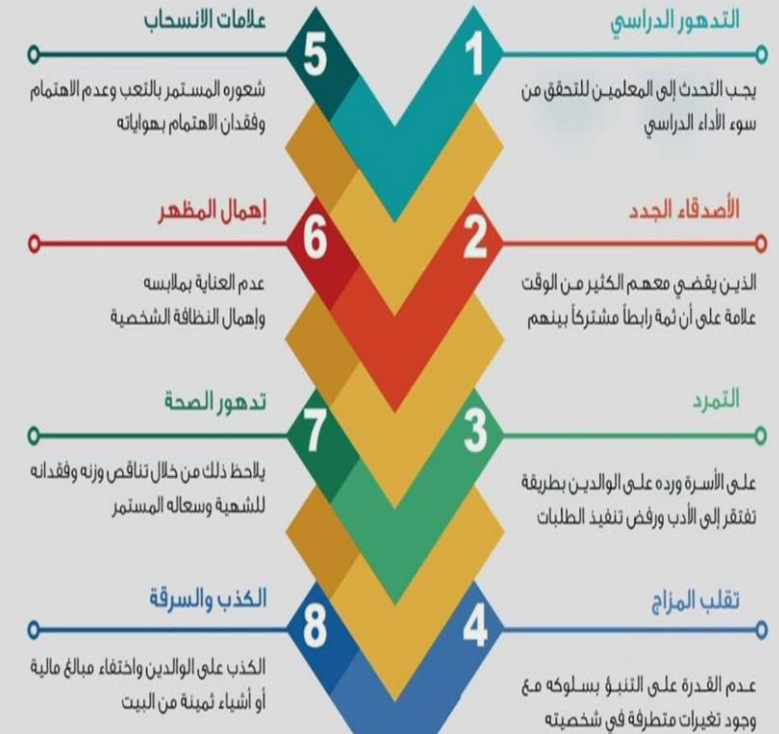 1
التدهور الدراسي
يجب التحدث إلى المعلمين للتحقق من
سوء الأداء الدراسي
2
الأصدقاء الجدد
الذين يقضي معهم الكثير من الوقت
علامة على أن ثمة رابطاً مشتركاً بينهم
3
التمرد
على الأسرة ورده على الوالدين بطريقة
تفتقر إلى الأدب ورفض تنفيذ الطلبات
4
تقلب المزاج
عدم القدرة على التنبؤ بسلوكه مع
وجود تغيرات متطرفة في شخصيته
5
علامات الانسحاب
شعوره المستمر بالتعب وعدم الاهتمام
وفقدان الاهتمام بهواياته
6
إهمال المظهر
عدم العناية بملابسه
وإهمال النظافة الشخصية
7
تدهور الصحة
يلاحظ ذلك من خلال تناقص وزنه وفقدانه
للشهية وسعاله المستمر
8
الكذب والسرقة
الكذب على الوالدين واختفاء مبالغ مالية
أو أشياء ثمينة من البيت